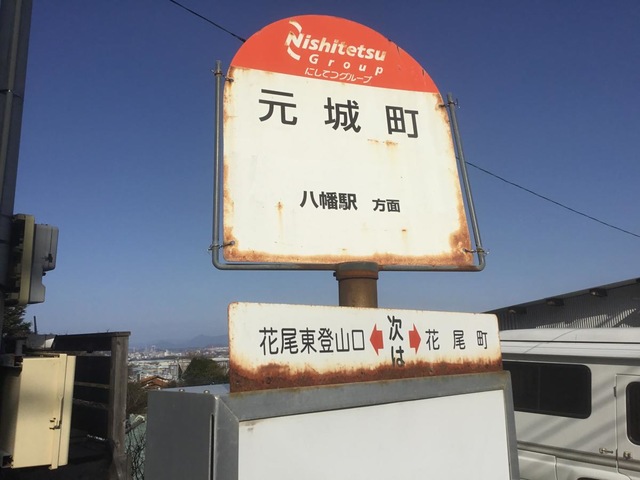 Nishitetsu
Group
にしてつグループ
元城町
八幡駅 方面
花尾東登山口 次は 花尾町